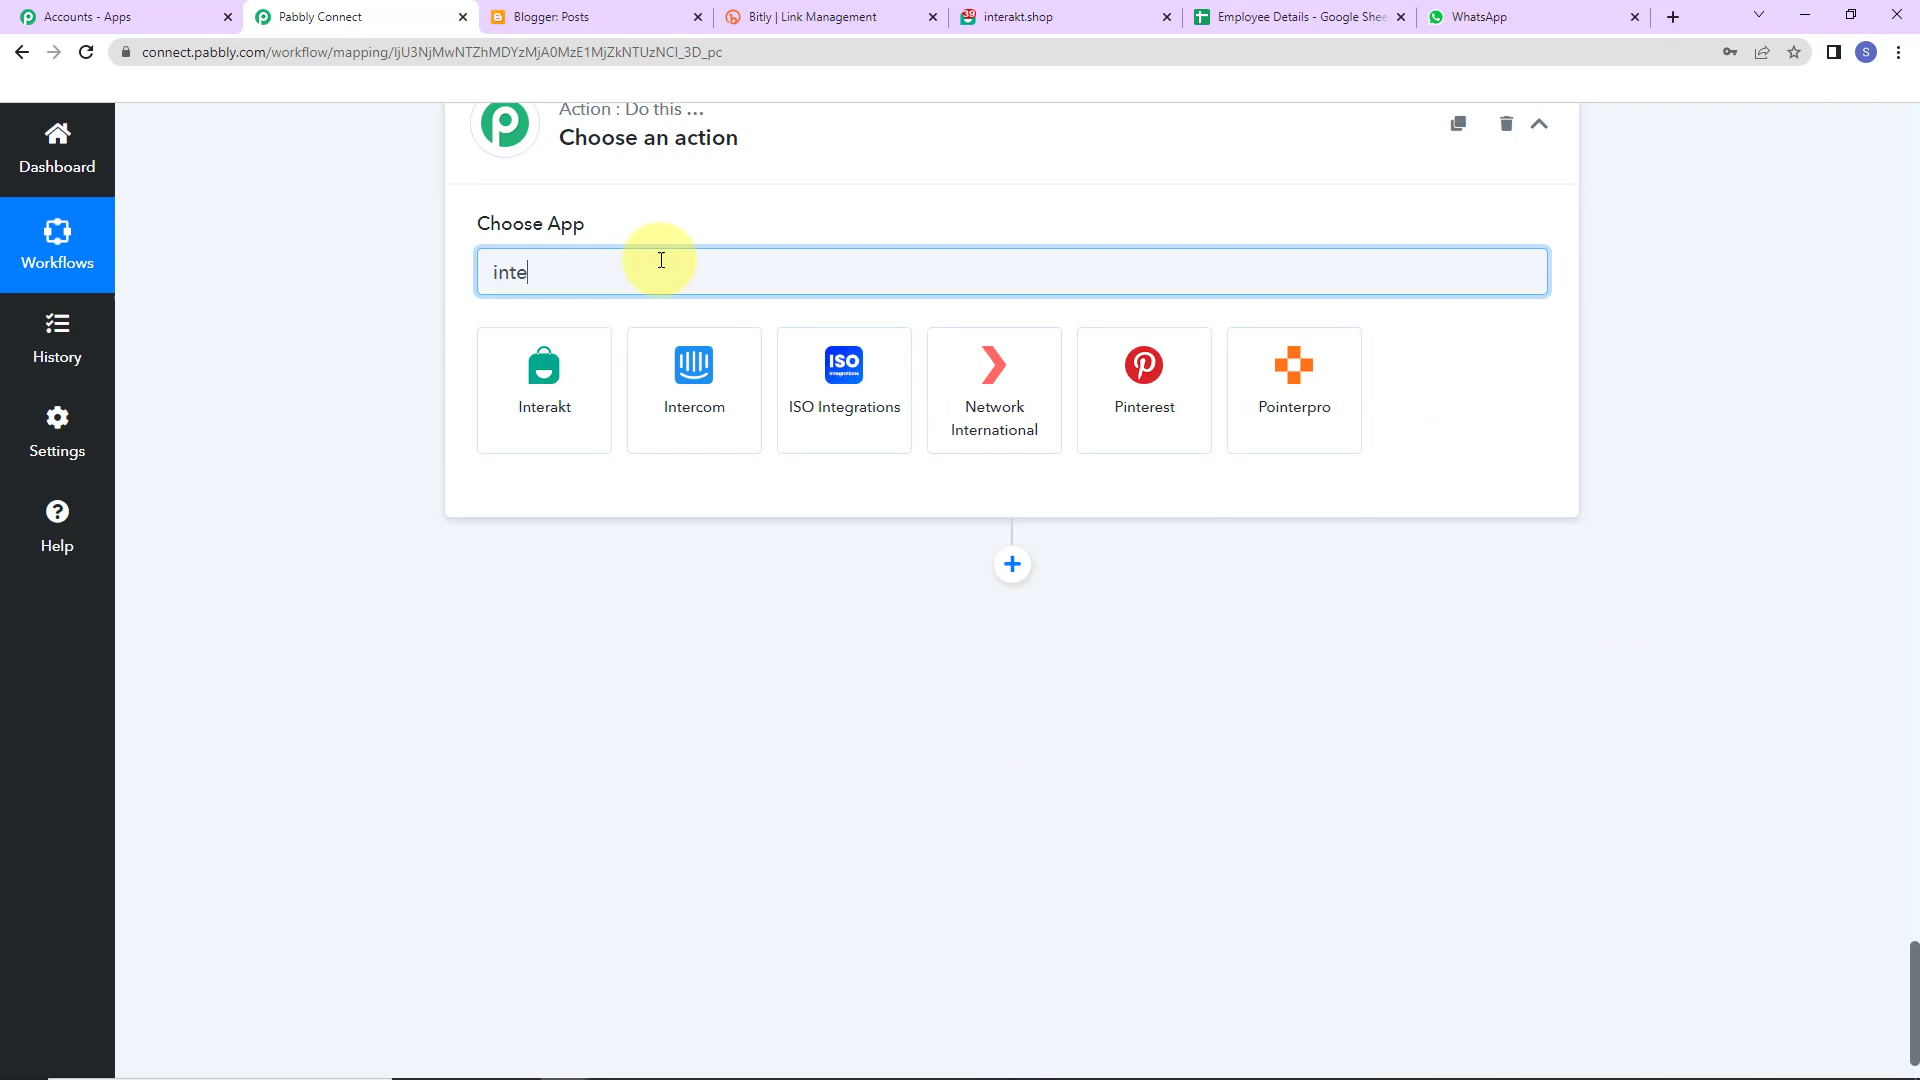 Accounts - Apps
Pabbly Connect
Blogger: Posts
Bitly | Link Management
39
interakt.shop
Employee Details - Google Shee
WhatsApp
connect.pabbly.com/workflow/mapping/IjU3NjMwNTZhMDYzMjA0MzE1MjZkNTUzNCI_3D_pc
S
Dashboard
Workflows
History
Settings
Help
Action : Do this ...
Choose an action
Choose App
inte
Interakt
Intercom
ISO
Integrations
ISO Integrations
Network
International
Pinterest
Pointerpro